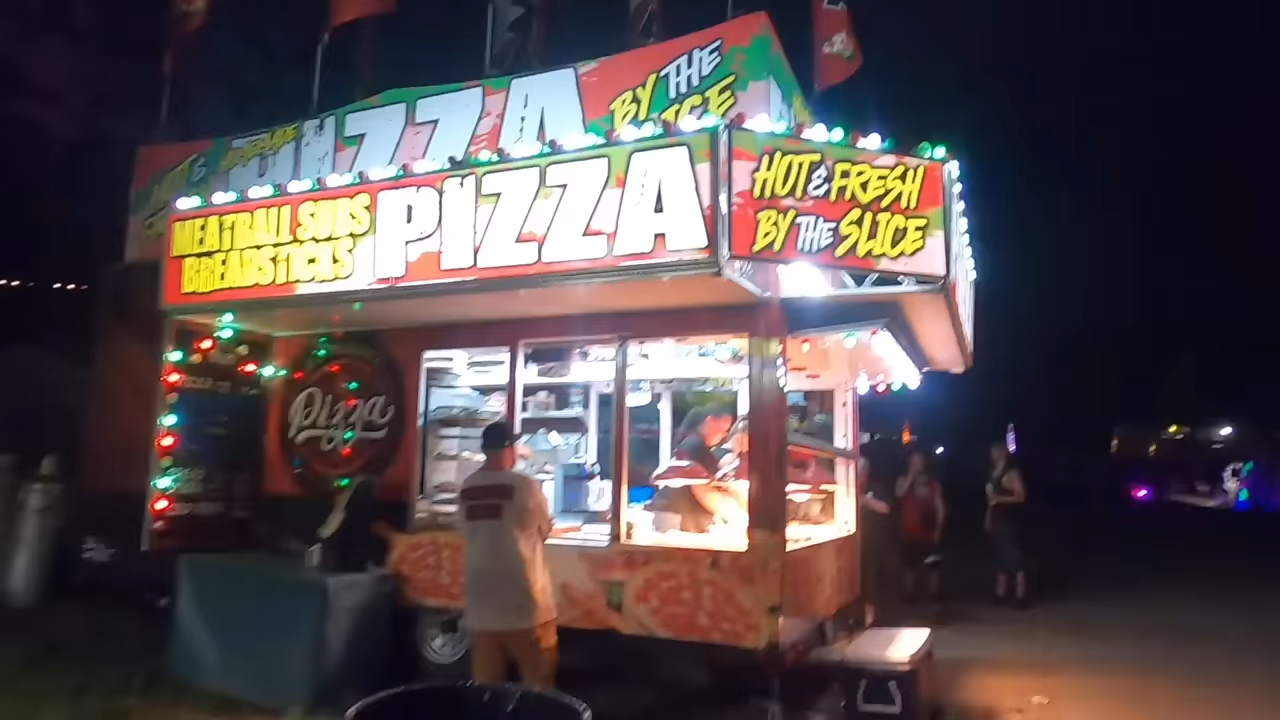 PIZZA
BY THE
MEATBALL SUBS
BREADSTICKS
PIZZA
HOT & FRESH
BY THE SLICE
Pizza